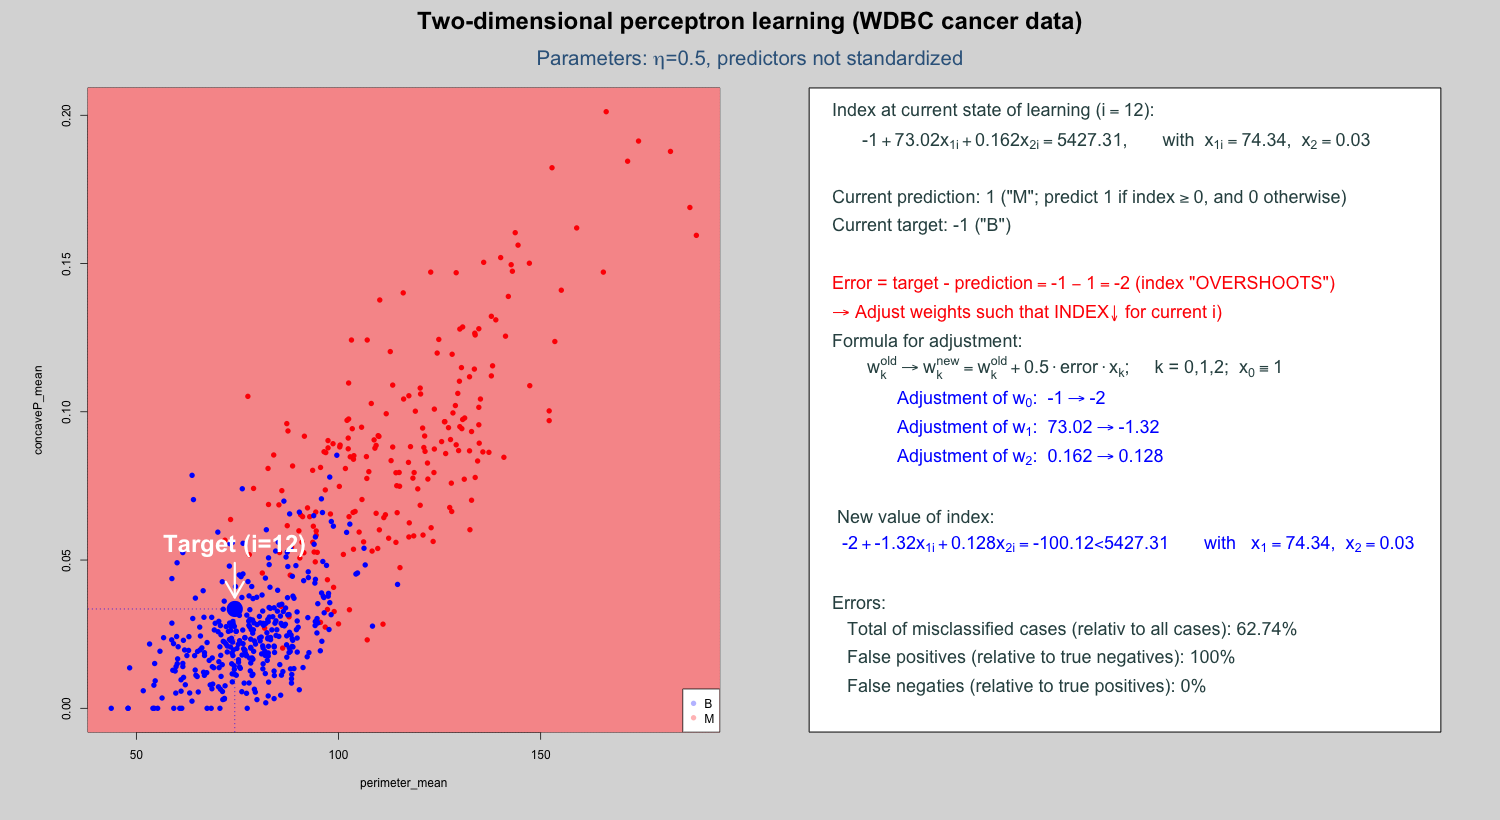 Two-dimensional perceptron learning (WDBC cancer data)
Parameters: η=0.5, predictors not standardized
concaveP_mean
0.20
0.15
0.10
0.05
0.00
Target (i=12)
B
M
50 100 150
perimeter_mean
Index at current state of learning (i = 12):
-1 + 73.02x1i + 0.162x2i = 5427.31, with x1i = 74.34, x2 = 0.03
Current prediction: 1 ("M"; predict 1 if index ≥ 0, and 0 otherwise)
Current target: -1 ("B")
Error = target - prediction = -1 − 1 = -2 (index "OVERSHOOTS")
→ Adjust weights such that INDEX↓ for current i)
Formula for adjustment:
w_k^old → w_k^new = w_k^old + 0.5 · error · x_k; k = 0,1,2; x0 ≡ 1
Adjustment of w0: -1 → -2
Adjustment of w1: 73.02 → -1.32
Adjustment of w2: 0.162 → 0.128
New value of index:
-2 + -1.32x1i + 0.128x2i = -100.12<5427.31 with x1 = 74.34, x2 = 0.03
Errors:
Total of misclassified cases (relativ to all cases): 62.74%
False positives (relative to true negatives): 100%
False negaties (relative to true positives): 0%